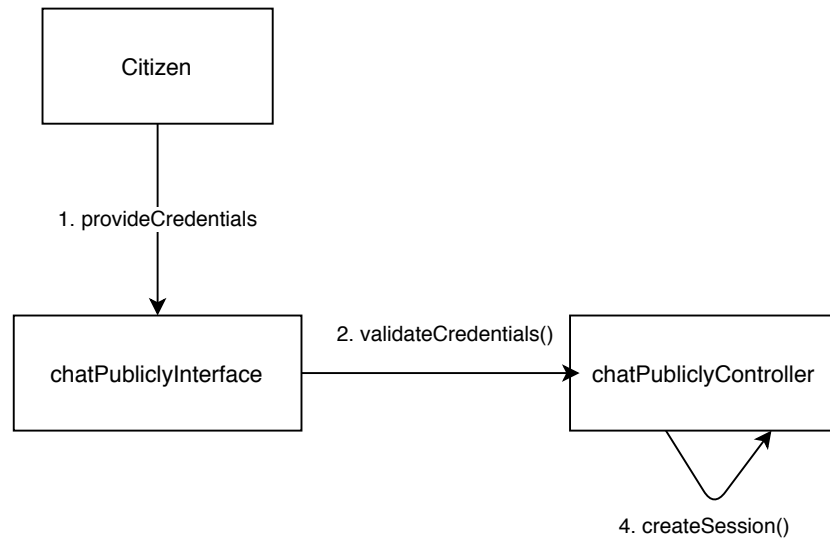 Citizen
1. provideCredentials
2. validateCredentials()
chatPubliclyInterface
chatPubliclyController
4. createSession()